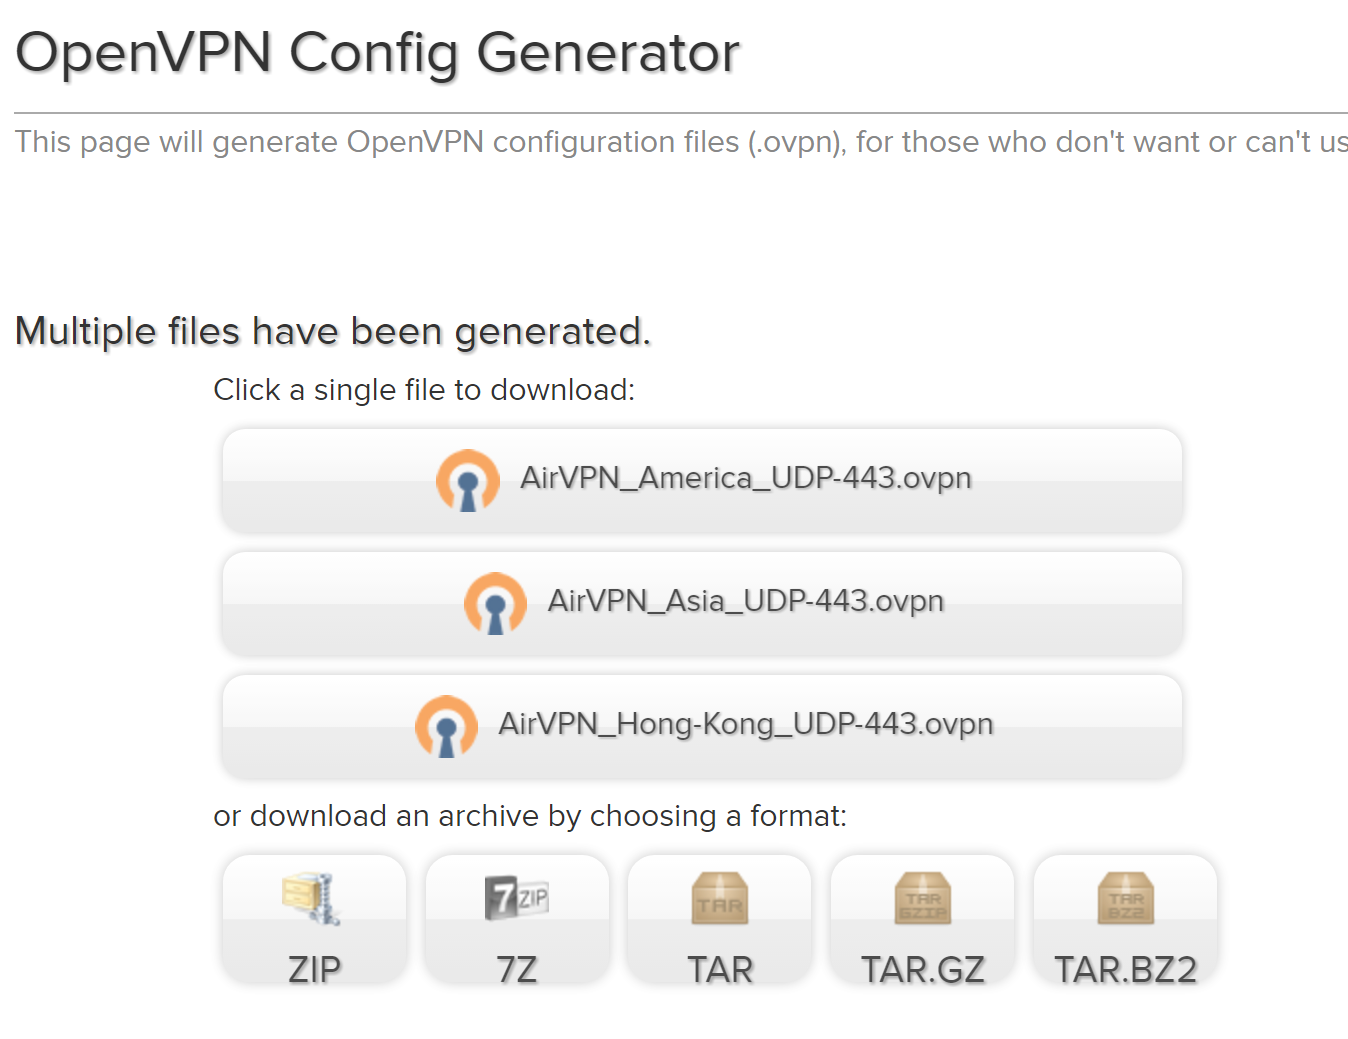 OpenVPN Config Generator
This page will generate OpenVPN configuration files (.ovpn), for those who don't want or can't us
Multiple files have been generated.
Click a single file to download:
AirVPN_America_UDP-443.ovpn
AirVPN_Asia_UDP-443.ovpn
AirVPN_Hong-Kong_UDP-443.ovpn
or download an archive by choosing a format:
7 ZIP
TAR
TAR GZIP
TAR BZ2
ZIP
7Z
TAR
TAR.GZ
TAR.BZ2